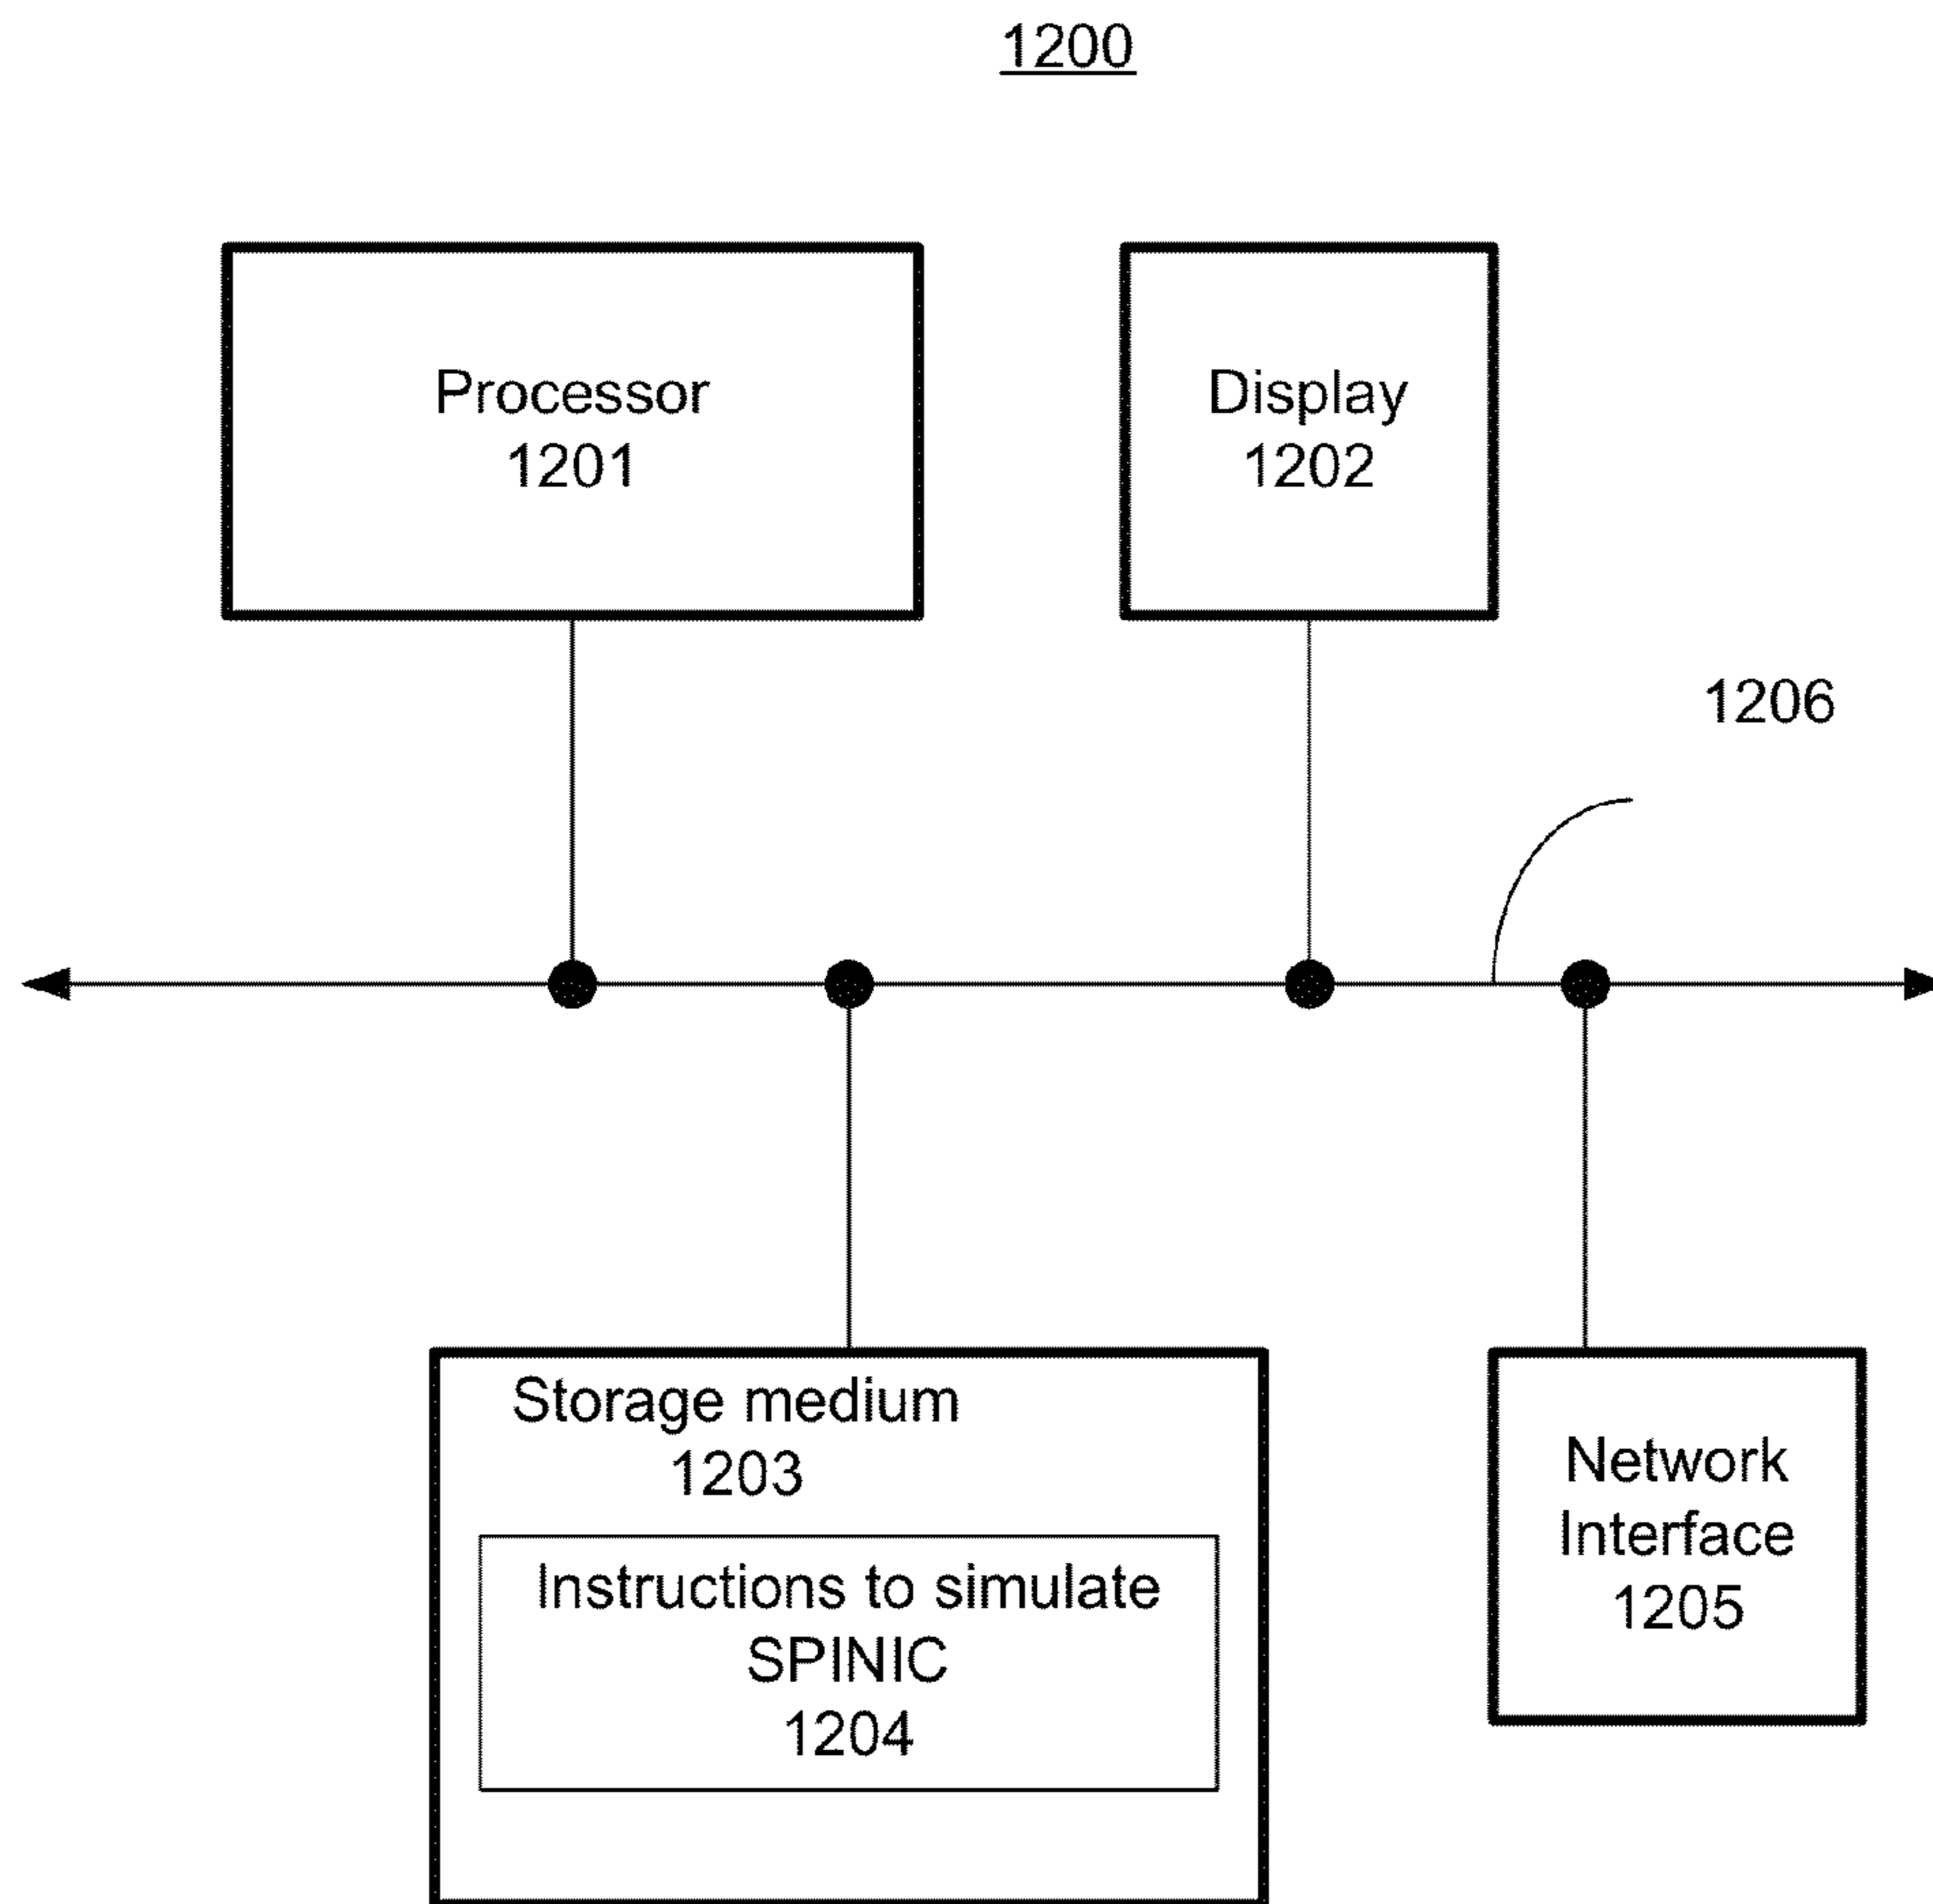 1200
Processor
1201
Display
1202
1206
Storage medium
1203
Instructions to simulate
SPINIC
1204
Network
Interface
1205